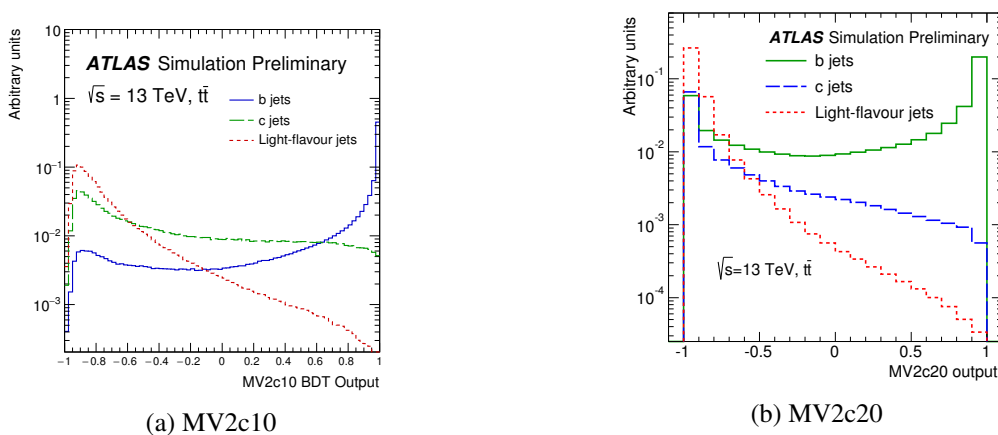 Arbitrary units
10
1
10⁻¹
10⁻²
10⁻³
ATLAS Simulation Preliminary
√s = 13 TeV, tt̄
b jets
c jets
Light-flavour jets
-1 −0.8 −0.6 −0.4 −0.2 0 0.2 0.4 0.6 0.8 1
MV2c10 BDT Output
(a) MV2c10
Arbitrary units
10⁻¹
10⁻²
10⁻³
10⁻⁴
ATLAS Simulation Preliminary
b jets
c jets
Light-flavour jets
√s=13 TeV, tt̄
-1 -0.5 0 0.5 1
MV2c20 output
(b) MV2c20